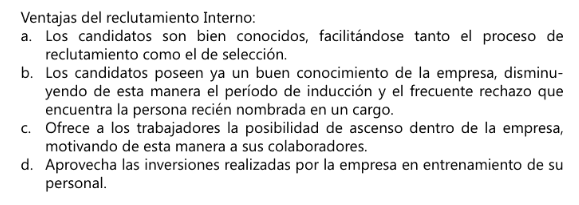 Ventajas del reclutamiento Interno:
a. Los candidatos son bien conocidos, facilitándose tanto el proceso de
reclutamiento como el de selección.
b. Los candidatos poseen ya un buen conocimiento de la empresa, disminu-
yendo de esta manera el período de inducción y el frecuente rechazo que
encuentra la persona recién nombrada en un cargo.
c. Ofrece a los trabajadores la posibilidad de ascenso dentro de la empresa,
motivando de esta manera a sus colaboradores.
d. Aprovecha las inversiones realizadas por la empresa en entrenamiento de su
personal.